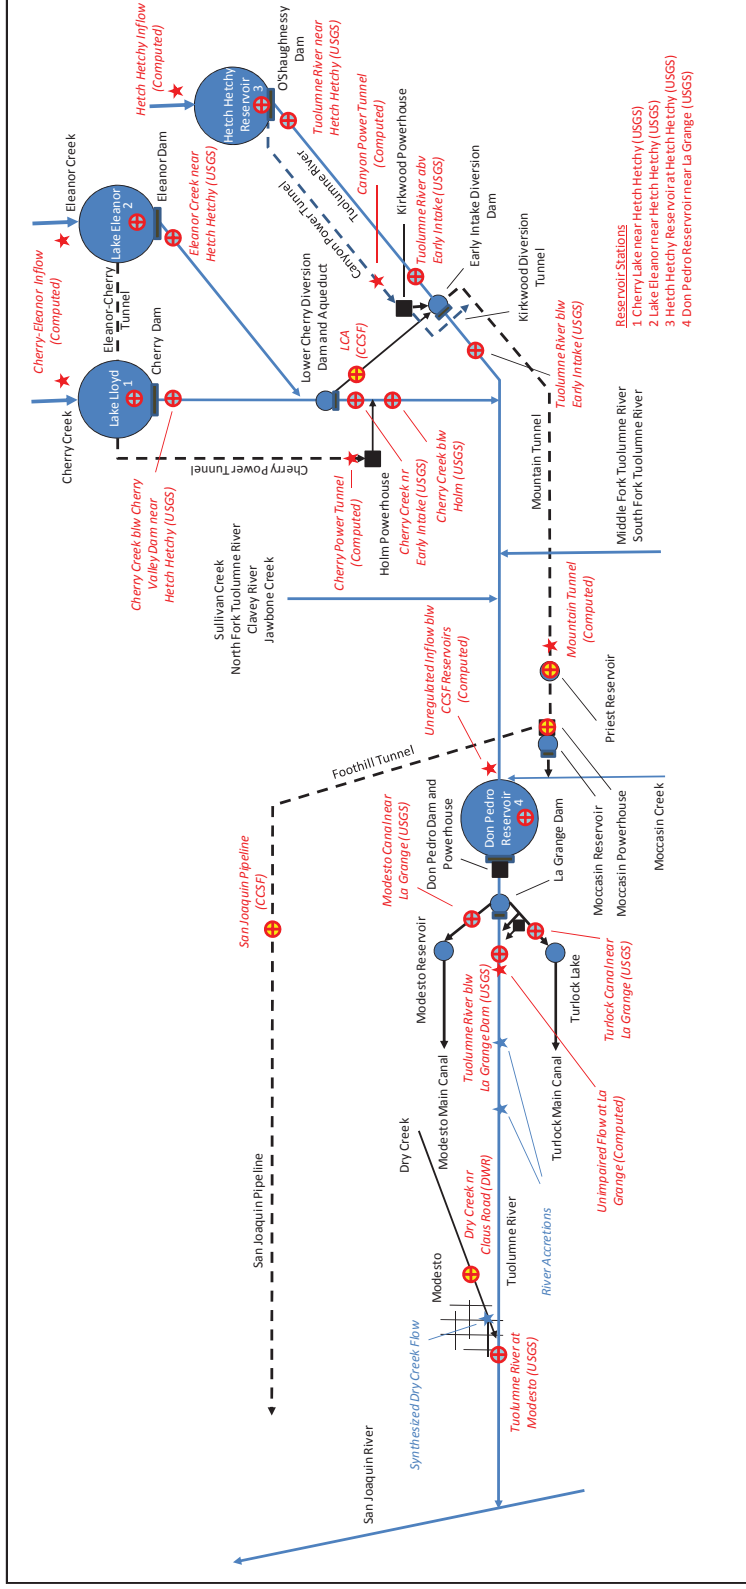 San Joaquin River
San Joaquin Pipeline
San Joaquin Pipeline
(CCSF)
Foothill Tunnel
Sullivan Creek
North Fork Tuolumne River
Clavey River
Jawbone Creek
Cherry Creek
Cherry-Eleanor Inflow
(Computed)
Eleanor Creek
Hetch Hetchy Inflow
(Computed)
Lake Lloyd
1
Cherry Dam
Eleanor-Cherry
Tunnel
Lake Eleanor
2
Eleanor Dam
Hetch Hetchy
Reservoir
3
O'Shaughnessy
Dam
Cherry Creek blw Cherry
Valley Dam near
Hetch Hetchy (USGS)
Eleanor Creek near
Hetch Hetchy (USGS)
Tuolumne River near
Hetch Hetchy (USGS)
Cherry Power Tunnel
Cherry Power Tunnel
(Computed)
Holm Powerhouse
Cherry Creek nr
Early Intake (USGS)
Cherry Creek blw
Holm (USGS)
Lower Cherry Diversion
Dam and Aqueduct
LCA
(CCSF)
Canyon Power Tunnel
Tuolumne River
Canyon Power Tunnel
(Computed)
Kirkwood Powerhouse
Tuolumne River abv
Early Intake (USGS)
Early Intake Diversion
Dam
Kirkwood Diversion
Tunnel
Tuolumne River blw
Early Intake (USGS)
Mountain Tunnel
Middle Fork Tuolumne River
South Fork Tuolumne River
Mountain Tunnel
(Computed)
Priest Reservoir
Unregulated Inflow blw
CCSF Reservoirs
(Computed)
Don Pedro
Reservoir
4
Don Pedro Dam and
Powerhouse
La Grange Dam
Moccasin Reservoir
Moccasin Powerhouse
Moccasin Creek
Modesto Canal near
La Grange (USGS)
Modesto Reservoir
Modesto Main Canal
Tuolumne River blw
La Grange Dam (USGS)
Turlock Canal near
La Grange (USGS)
Turlock Lake
Turlock Main Canal
Unimpaired Flow at La
Grange (Computed)
Dry Creek
Dry Creek nr
Claus Road (DWR)
Modesto
Tuolumne River
River Accretions
Synthesized Dry Creek Flow
Tuolumne River at
Modesto (USGS)
Reservoir Stations
1 Cherry Lake near Hetch Hetchy (USGS)
2 Lake Eleanor near Hetch Hetchy (USGS)
3 Hetch Hetchy Reservoir at Hetch Hetchy (USGS)
4 Don Pedro Reservoir near La Grange (USGS)